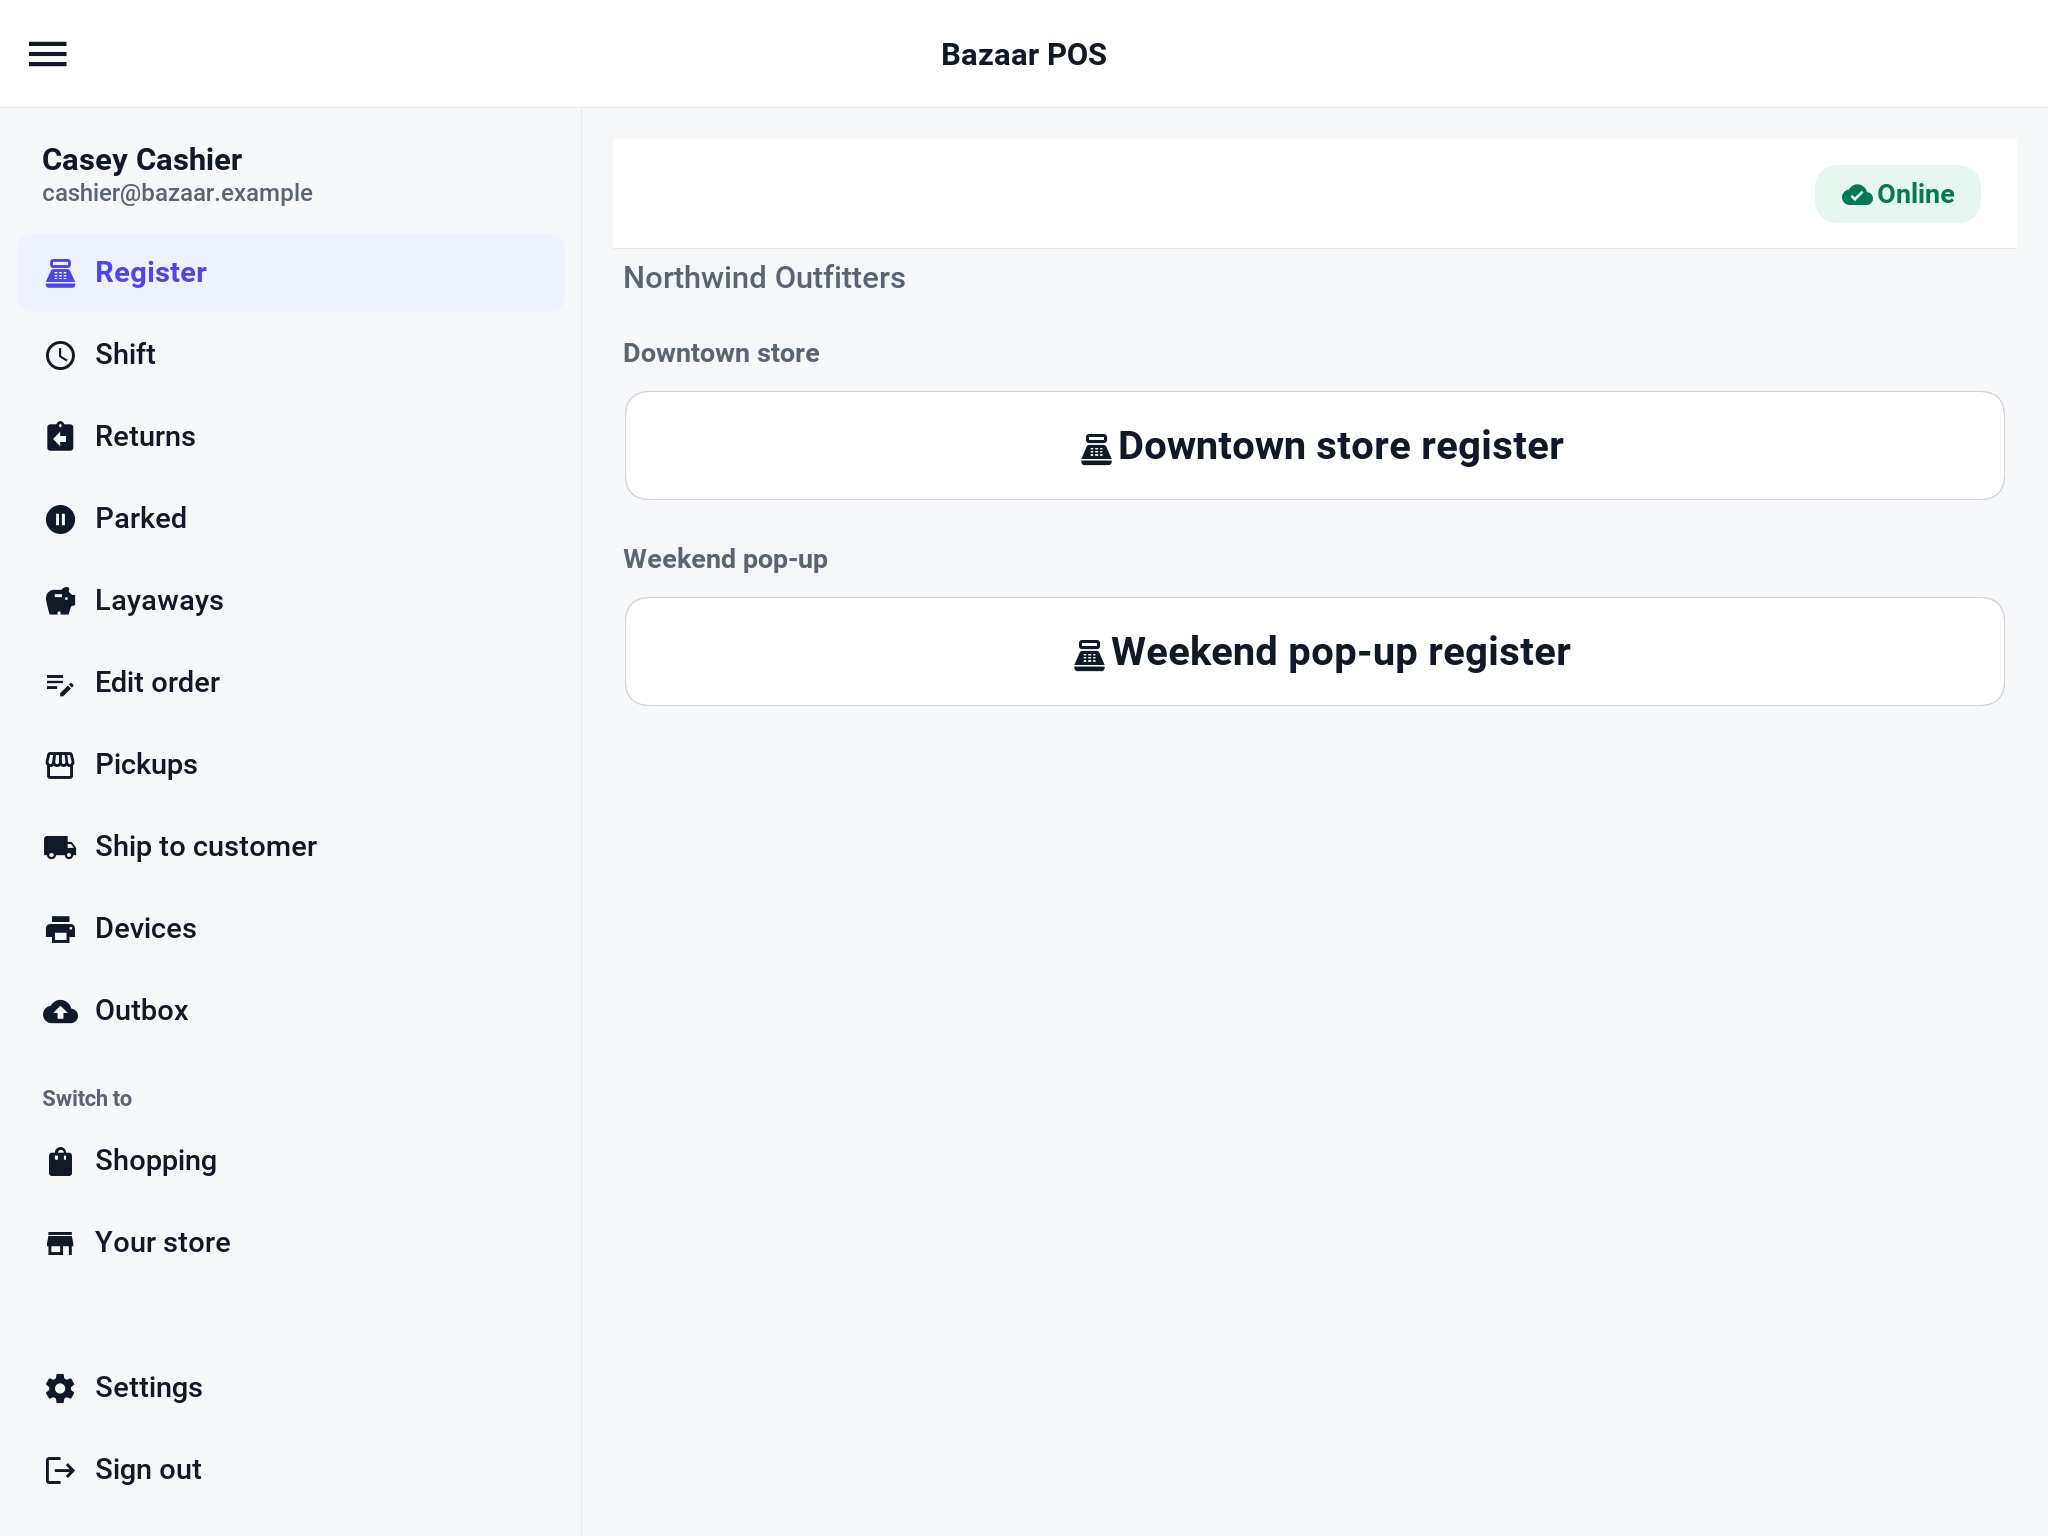 Bazaar POS
Casey Cashier
cashier@bazaar.example
Register
Shift
Returns
Parked
Layaways
Edit order
Pickups
Ship to customer
Devices
Outbox
Switch to
Shopping
Your store
Settings
Sign out
Online
Northwind Outfitters
Downtown store
Downtown store register
Weekend pop-up
Weekend pop-up register